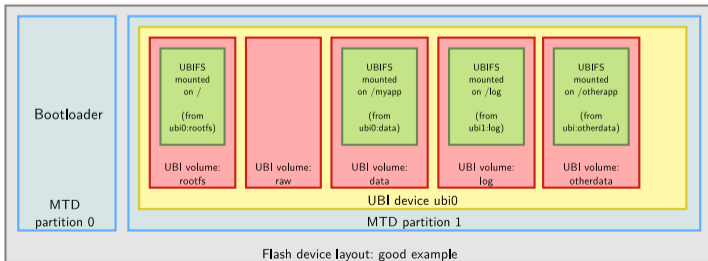 Bootloader
MTD
partition 0
UBIFS
mounted
on /
(from
ubi0:rootfs)
UBI volume:
rootfs
UBI volume:
raw
UBIFS
mounted
on /myapp
(from
ubi0:data)
UBI volume:
data
UBIFS
mounted
on /log
(from
ubi1:log)
UBI volume:
log
UBIFS
mounted
on /otherapp
(from
ubi:otherdata)
UBI volume:
otherdata
UBI device ubi0
MTD partition 1
Flash device layout: good example